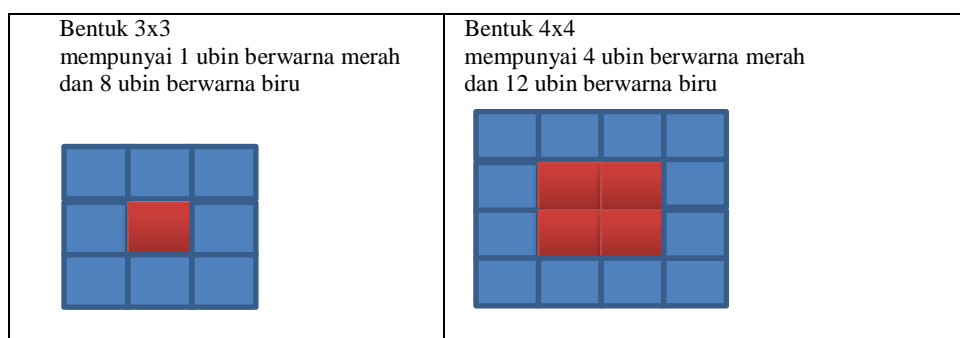 Bentuk 3x3
mempunyai 1 ubin berwarna merah
dan 8 ubin berwarna biru
Bentuk 4x4
mempunyai 4 ubin berwarna merah
dan 12 ubin berwarna biru